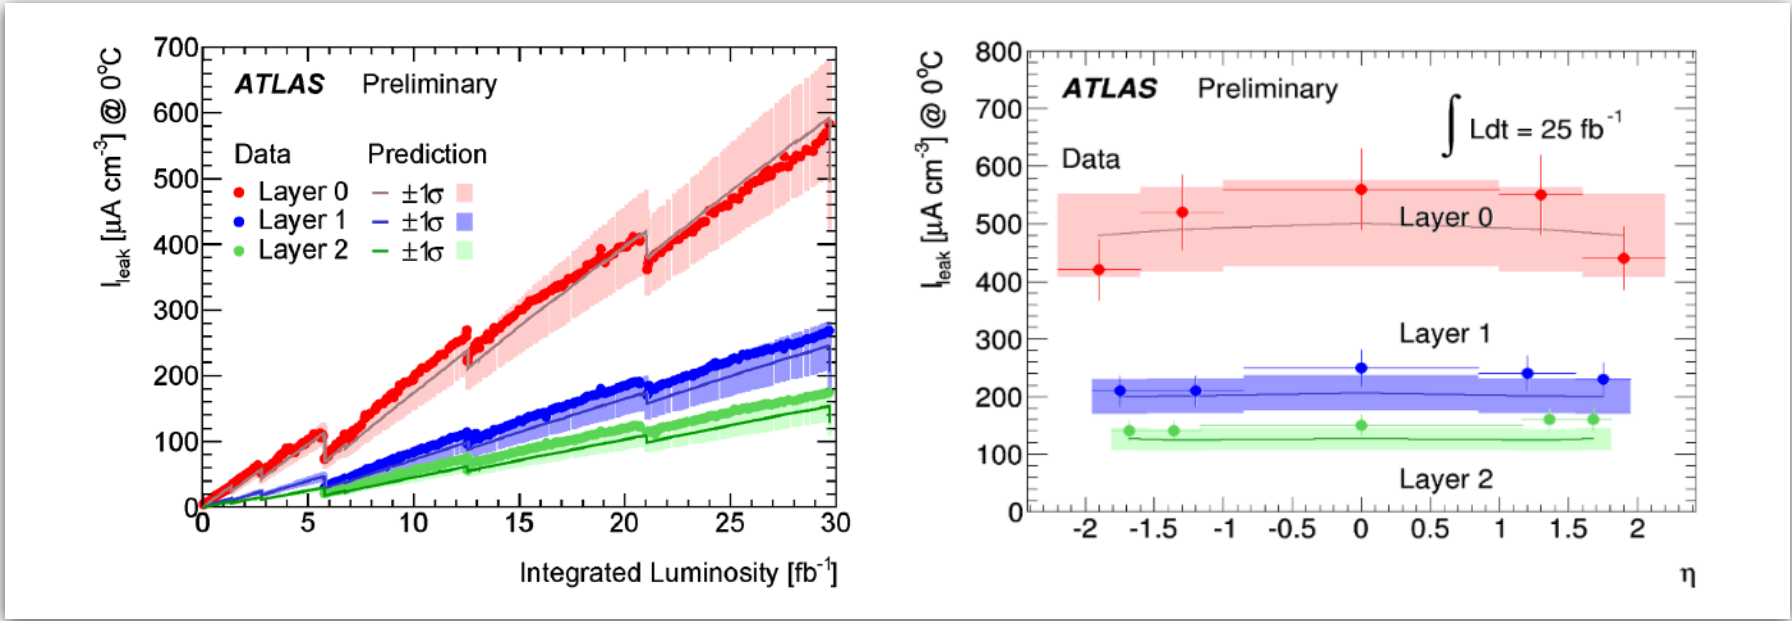 700
600
500
400
300
200
100
0
I_leak [μA cm^-3] @ 0°C
ATLAS Preliminary
Data Prediction
Layer 0 ±1σ
Layer 1 ±1σ
Layer 2 ±1σ
0 5 10 15 20 25 30
Integrated Luminosity [fb^-1]
800
700
600
500
400
300
200
100
0
I_leak [μA cm^-3] @ 0°C
ATLAS Preliminary
∫ Ldt = 25 fb^-1
Data
Layer 0
Layer 1
Layer 2
-2 -1.5 -1 -0.5 0 0.5 1 1.5 2
η